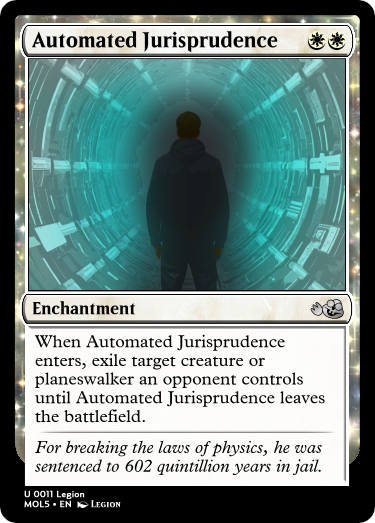 Automated Jurisprudence
Enchantment
When Automated Jurisprudence
enters, exile target creature or
planeswalker an opponent controls
until Automated Jurisprudence leaves
the battlefield.
For breaking the laws of physics, he was
sentenced to 602 quintillion years in jail.
U 0011 Legion
MOL5 • EN Legion